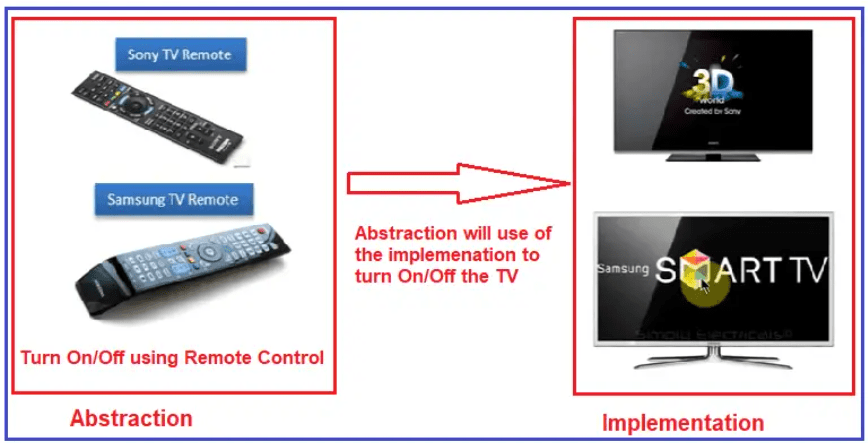 Sony TV Remote
Samsung TV Remote
Turn On/Off using Remote Control
Abstraction
Abstraction will use of
the implemenation to
turn On/Off the TV
3D
World
Created by Sony
Samsung SMART TV
Implementation